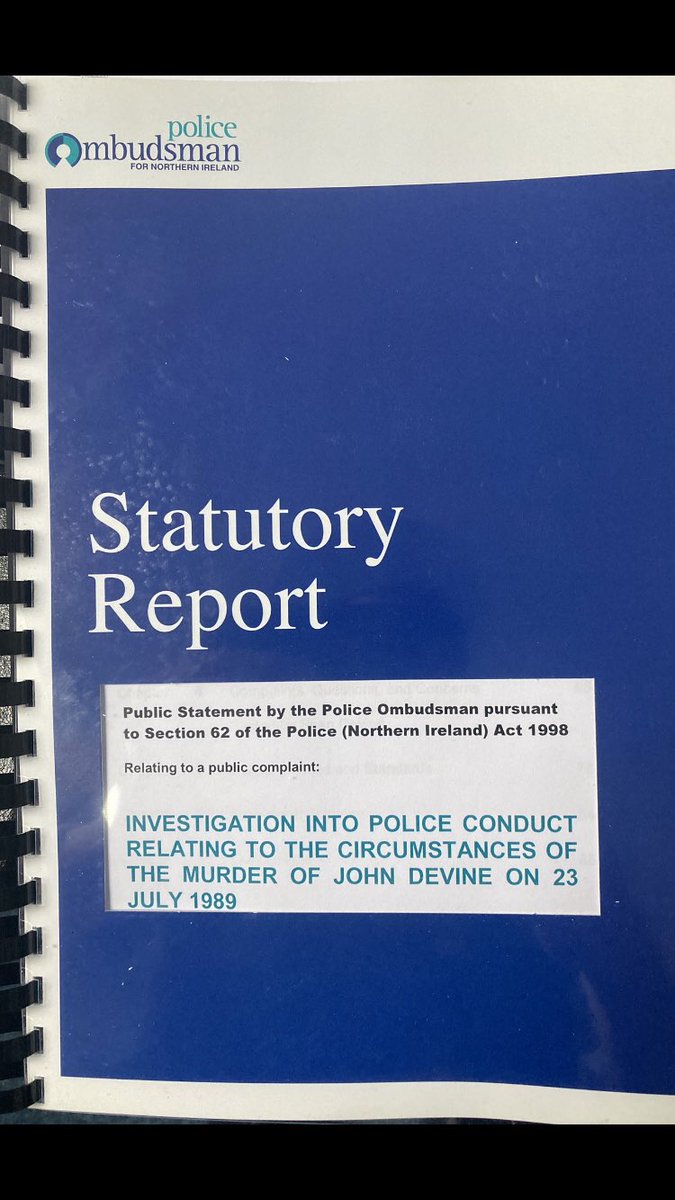 police
Ombudsman
FOR NORTHERN IRELAND
Statutory
Report
Public Statement by the Police Ombudsman pursuant
to Section 62 of the Police (Northern Ireland) Act 1998
Relating to a public complaint:
INVESTIGATION INTO POLICE CONDUCT
RELATING TO THE CIRCUMSTANCES OF
THE MURDER OF JOHN DEVINE ON 23
JULY 1989